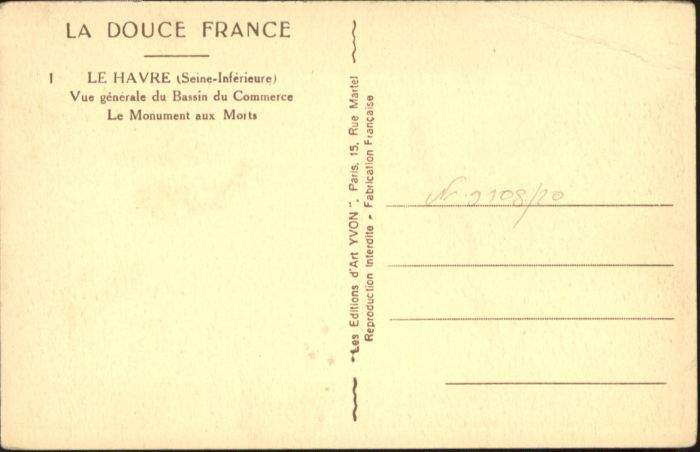 LA DOUCE FRANCE
1 LE HAVRE (Seine-Inférieure)
Vue générale du Bassin du Commerce
Le Monument aux Morts
"Les Editions d'Art YVON", Paris, 15, Rue Martel
Reproduction Interdite - Fabrication Française